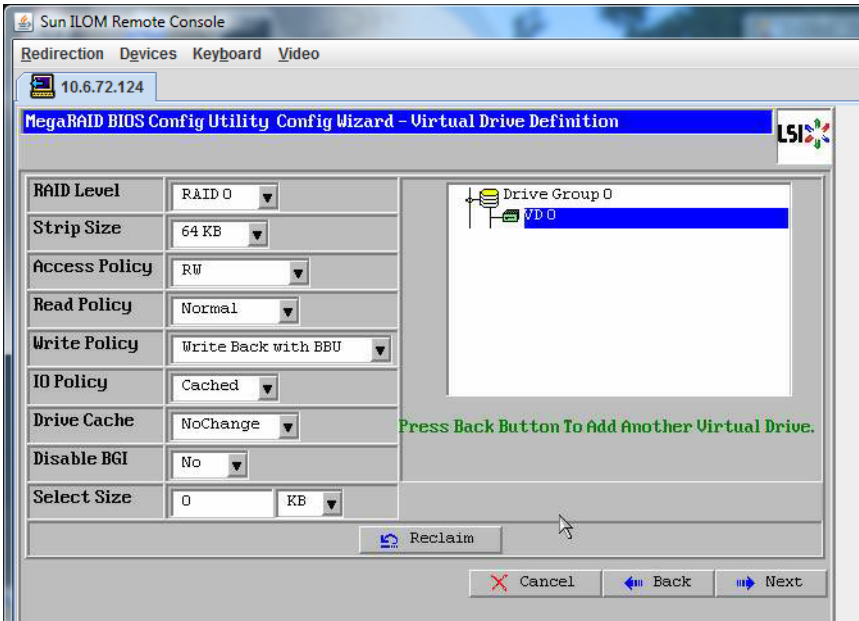 Sun ILOM Remote Console
Redirection Devices Keyboard Video
10.6.72.124
MegaRAID BIOS Config Utility Config Wizard - Virtual Drive Definition
LSI
RAID Level RAID 0
Strip Size 64 KB
Access Policy RW
Read Policy Normal
Write Policy Write Back with BBU
IO Policy Cached
Drive Cache NoChange
Disable BGI No
Select Size 0 KB
Drive Group 0
VD 0
Press Back Button To Add Another Virtual Drive.
Reclaim
Cancel Back Next